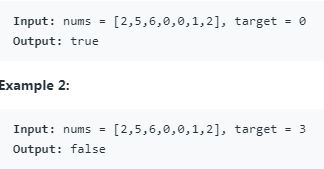 Input: nums = [2,5,6,0,0,1,2], target = 0
Output: true
Example 2:
Input: nums = [2,5,6,0,0,1,2], target = 3
Output: false